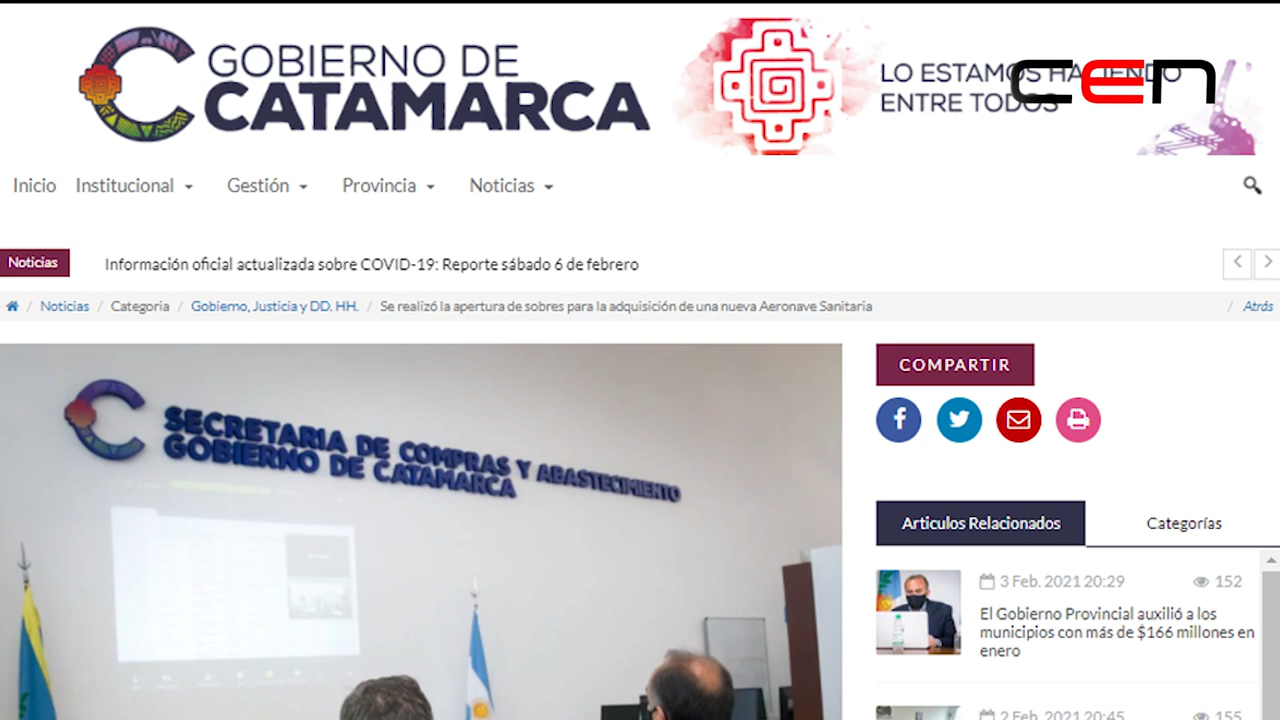 GOBIERNO DE
CATAMARCA
LO ESTAMOS HACIENDO
ENTRE TODOS
cen
Inicio Institucional Gestión Provincia Noticias
Noticias Información oficial actualizada sobre COVID-19: Reporte sábado 6 de febrero
/ Noticias / Categoria / Gobierno, Justicia y DD. HH. / Se realizó la apertura de sobres para la adquisición de una nueva Aeronave Sanitaria / Atrás
SECRETARIA DE COMPRAS Y ABASTECIMIENTO
GOBIERNO DE CATAMARCA
COMPARTIR
Articulos Relacionados Categorías
3 Feb. 2021 20:29 152
El Gobierno Provincial auxilió a los
municipios con más de $166 millones en
enero
2 Feb. 2021 20:45 155